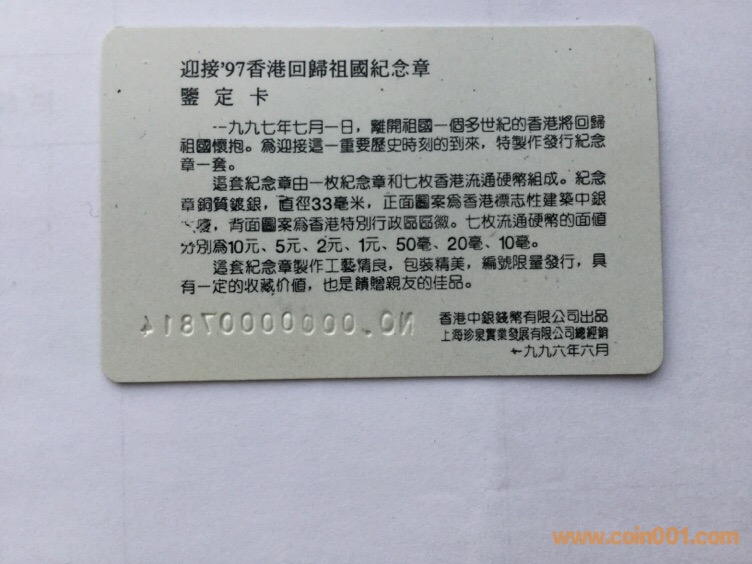 迎接'97香港回歸祖國紀念章
鑒定卡
一九九七年七月一日，離開祖國一個多世紀的香港將回歸
祖國懷抱。為迎接這一重要歷史時刻的到來，特製作發行紀念
章一套。
這套紀念章由一枚紀念章和七枚香港流通硬幣組成。紀念
章銅質鍍銀，直徑33毫米，正面圖案為香港標志性建築中銀
大廈，背面圖案為香港特別行政區區徽。七枚流通硬幣的面值
分別為10元、5元、2元、1元、50毫、20毫、10毫。
這套紀念章製作工藝精良，包裝精美，編號限量發行，具
有一定的收藏价值，也是饋贈親友的佳品。
NO.0000007814
香港中銀錢幣有限公司出品
上海珍泉實業發展有限公司總經銷
一九九六年六月
www.coin001.com